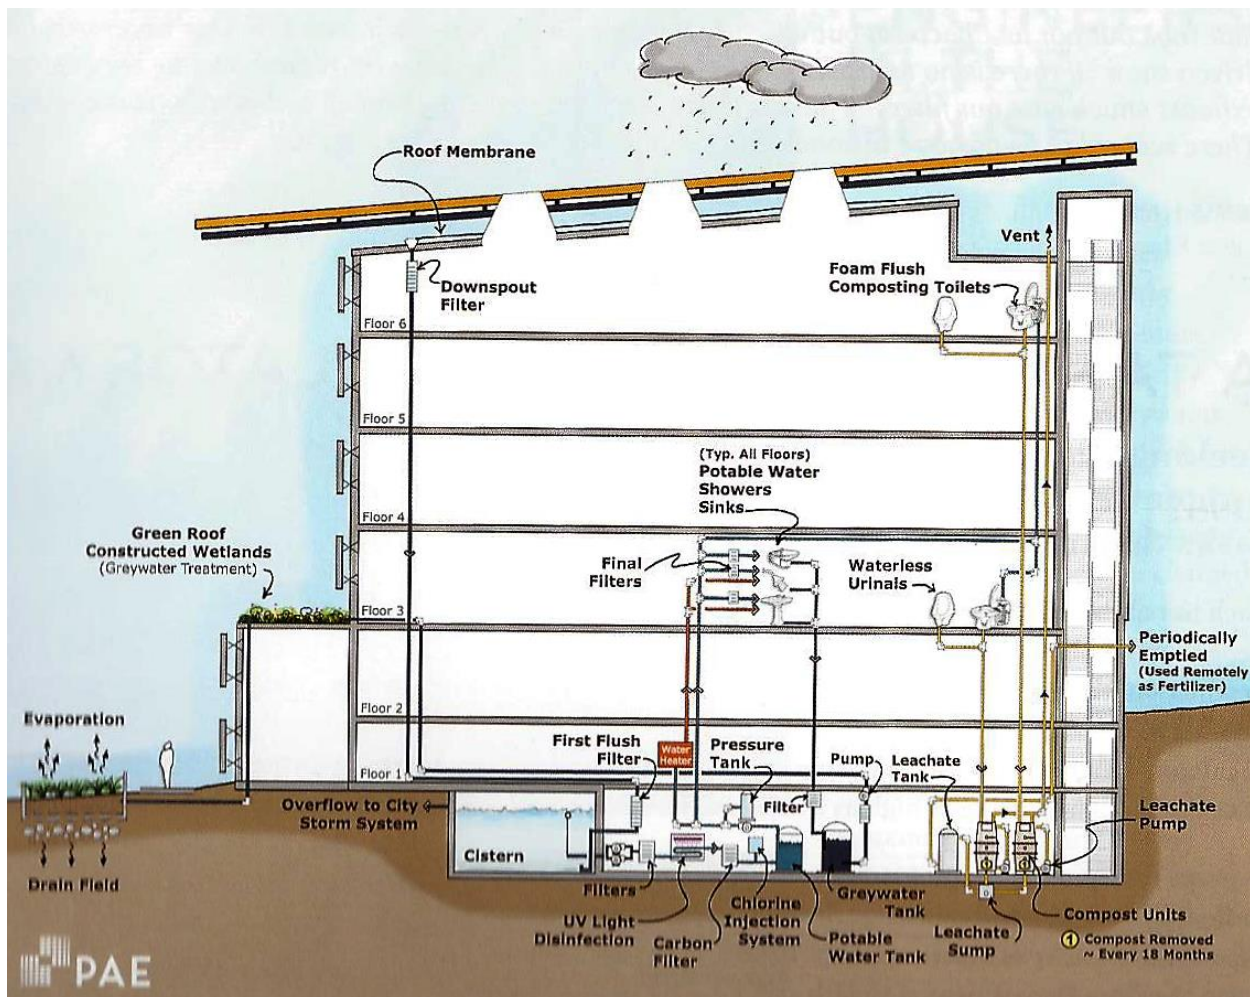 Roof Membrane
Vent
Foam Flush
Composting Toilets
Downspout
Filter
Floor 6
Floor 5
(Typ. All Floors)
Potable Water
Showers
Sinks
Floor 4
Green Roof
Constructed Wetlands
(Greywater Treatment)
Final
Filters
Waterless
Urinals
Floor 3
Periodically
Emptied
(Used Remotely
as Fertilizer)
Floor 2
Evaporation
First Flush
Filter
Water
Heater
Pressure
Tank
Pump
Leachate
Tank
Floor 1
Overflow to City
Storm System
Filter
Leachate
Pump
Cistern
Drain Field
Filters
UV Light
Disinfection
Carbon
Filter
Chlorine
Injection
System
Potable
Water Tank
Greywater
Tank
Leachate
Sump
Compost Units
1 Compost Removed
~ Every 18 Months
PAE